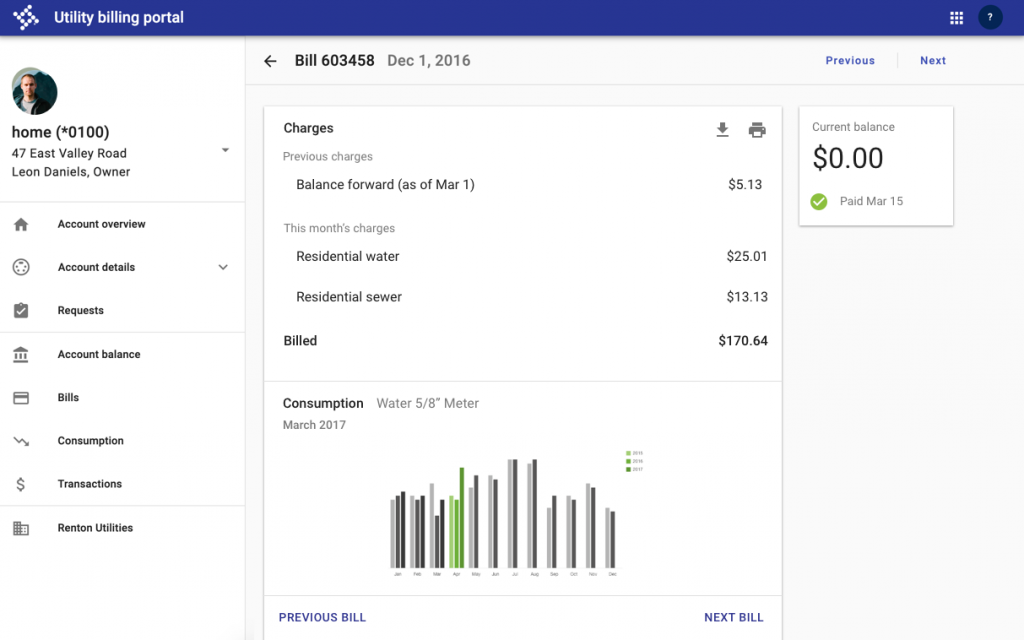 Utility billing portal
?
Bill 603458 Dec 1, 2016
Previous
Next
home (*0100)
47 East Valley Road
Leon Daniels, Owner
Account overview
Account details
Requests
Account balance
Bills
Consumption
Transactions
Renton Utilities
Charges
Previous charges
Balance forward (as of Mar 1) $5.13
This month's charges
Residential water $25.01
Residential sewer $13.13
Billed $170.64
Current balance
$0.00
Paid Mar 15
Consumption Water 5/8” Meter
March 2017
2015
2016
2017
Jan Feb Mar Apr May Jun Jul Aug Sep Oct Nov Dec
PREVIOUS BILL NEXT BILL